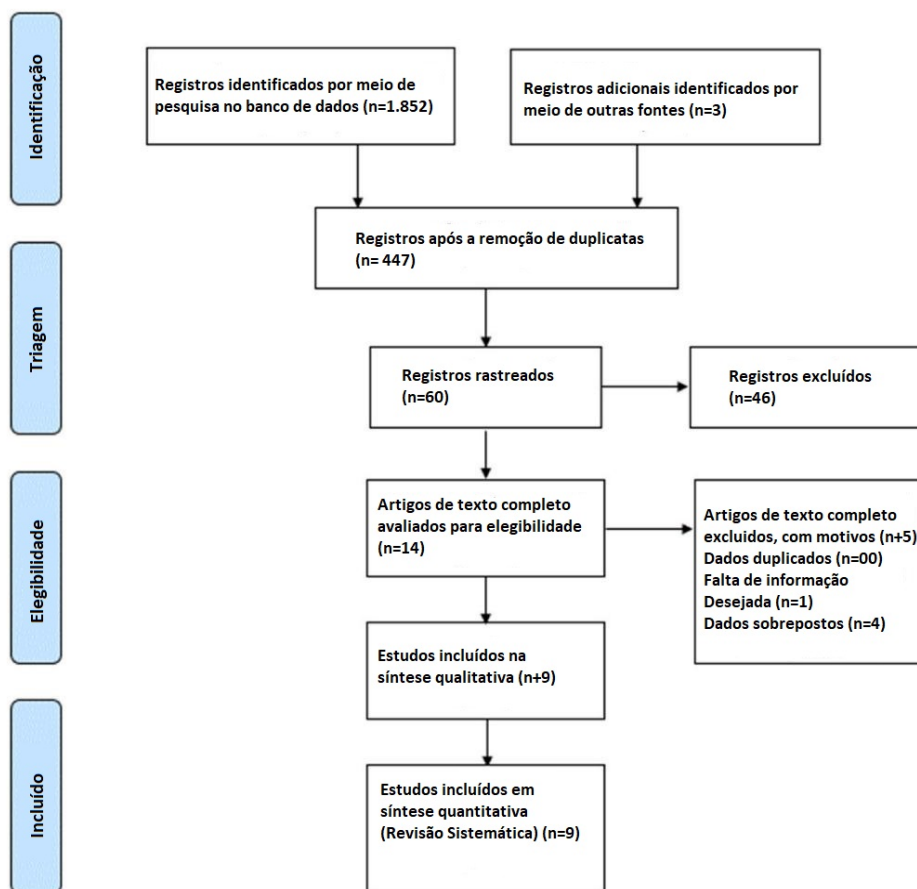 Identificação
Registros identificados por meio de
pesquisa no banco de dados (n=1.852)
Registros adicionais identificados por
meio de outras fontes (n=3)
Registros após a remoção de duplicatas
(n= 447)
Triagem
Registros rastreados
(n=60)
Registros excluídos
(n=46)
Elegibilidade
Artigos de texto completo
avaliados para elegibilidade
(n=14)
Artigos de texto completo
excluidos, com motivos (n+5)
Dados duplicados (n=00)
Falta de informação
Desejada (n=1)
Dados sobrepostos (n=4)
Estudos incluídos na
síntese qualitativa (n+9)
Incluído
Estudos incluídos em
síntese quantitativa
(Revisão Sistemática) (n=9)